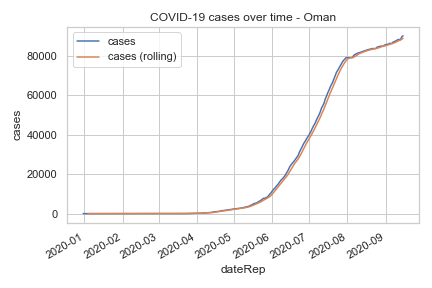 COVID-19 cases over time - Oman
cases
cases (rolling)
80000
60000
40000
20000
0
cases
2020-01
2020-02
2020-03
2020-04
2020-05
2020-06
2020-07
2020-08
2020-09
dateRep